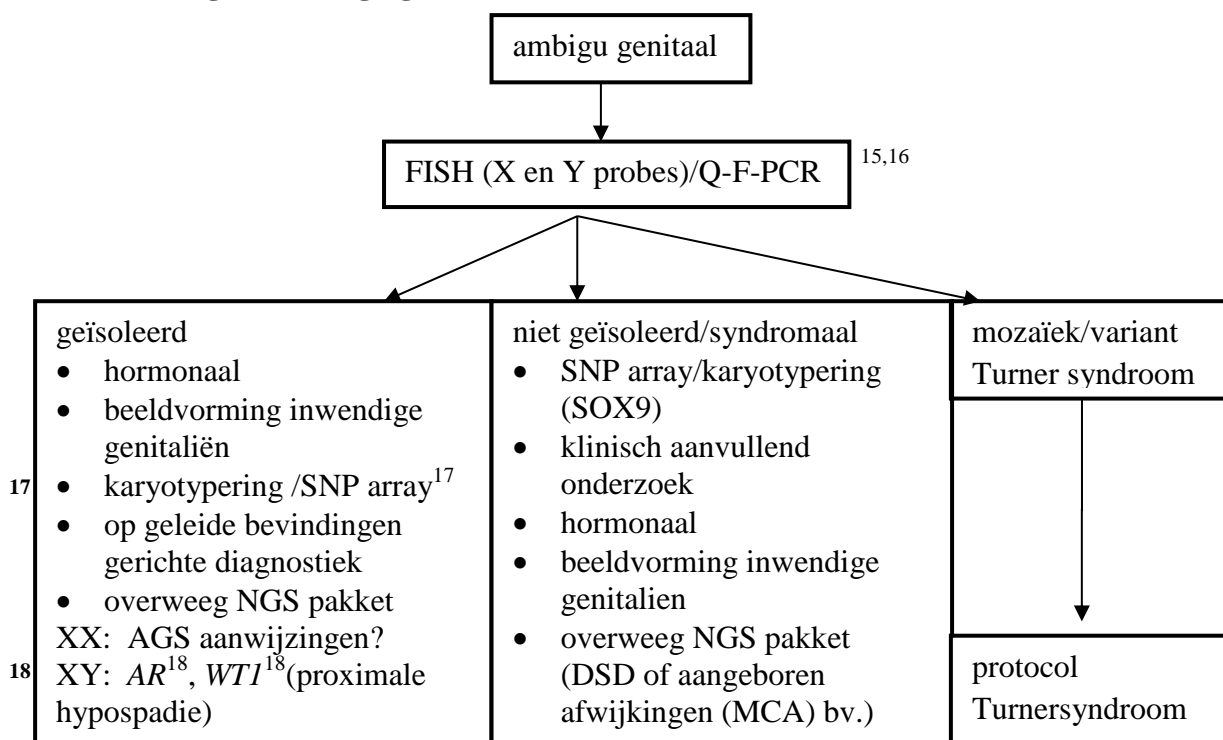 ambigu genitaal
FISH (X en Y probes)/Q-F-PCR 15,16
geïsoleerd
• hormonaal
• beeldvorming inwendige
genitaliën
17 • karyotypering /SNP array17
• op geleide bevindingen
gerichte diagnostiek
• overweeg NGS pakket
XX: AGS aanwijzingen?
18 XY: AR18, WT118(proximale
hypospadie)
niet geïsoleerd/syndromaal
• SNP array/karyotypering
(SOX9)
• klinisch aanvullend
onderzoek
• hormonaal
• beeldvorming inwendige
genitalien
• overweeg NGS pakket
(DSD of aangeboren
afwijkingen (MCA) bv.)
mozaïek/variant
Turner syndroom
protocol
Turnersyndroom